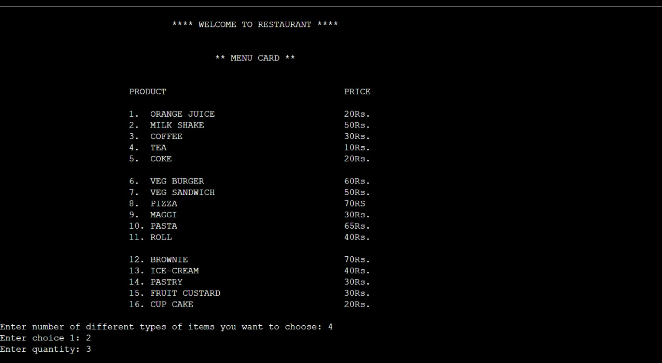 **** WELCOME TO RESTAURANT ****
** MENU CARD **
PRODUCT PRICE
1. ORANGE JUICE 20Rs.
2. MILK SHAKE 50Rs.
3. COFFEE 30Rs.
4. TEA 10Rs.
5. COKE 20Rs.
6. VEG BURGER 60Rs.
7. VEG SANDWICH 50Rs.
8. PIZZA 70RS
9. MAGGI 30Rs.
10. PASTA 65Rs.
11. ROLL 40Rs.
12. BROWNIE 70Rs.
13. ICE-CREAM 40Rs.
14. PASTRY 30Rs.
15. FRUIT CUSTARD 30Rs.
16. CUP CAKE 20Rs.
Enter number of different types of items you want to choose: 4
Enter choice 1: 2
Enter quantity: 3